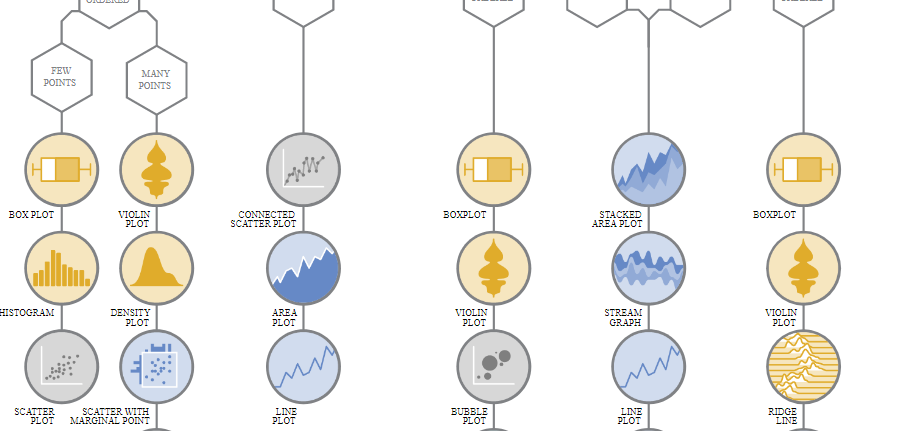 ORDERED
FEW
POINTS
MANY
POINTS
BOX PLOT
VIOLIN
PLOT
CONNECTED
SCATTER PLOT
BOXPLOT
STACKED
AREA PLOT
BOXPLOT
HISTOGRAM
DENSITY
PLOT
AREA
PLOT
VIOLIN
PLOT
STREAM
GRAPH
VIOLIN
PLOT
SCATTER
PLOT
SCATTER WITH
MARGINAL POINT
LINE
PLOT
BUBBLE
PLOT
LINE
PLOT
RIDGE
LINE